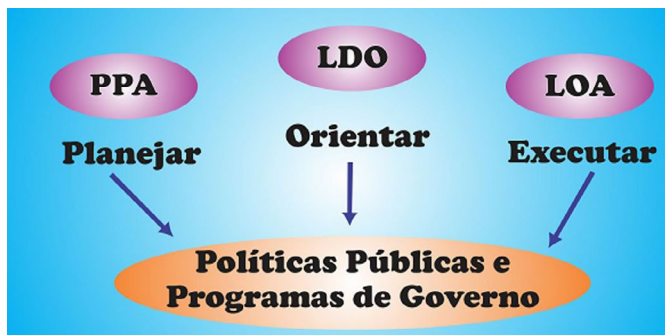 PPA
Planejar
LDO
Orientar
LOA
Executar
Políticas Públicas e
Programas de Governo